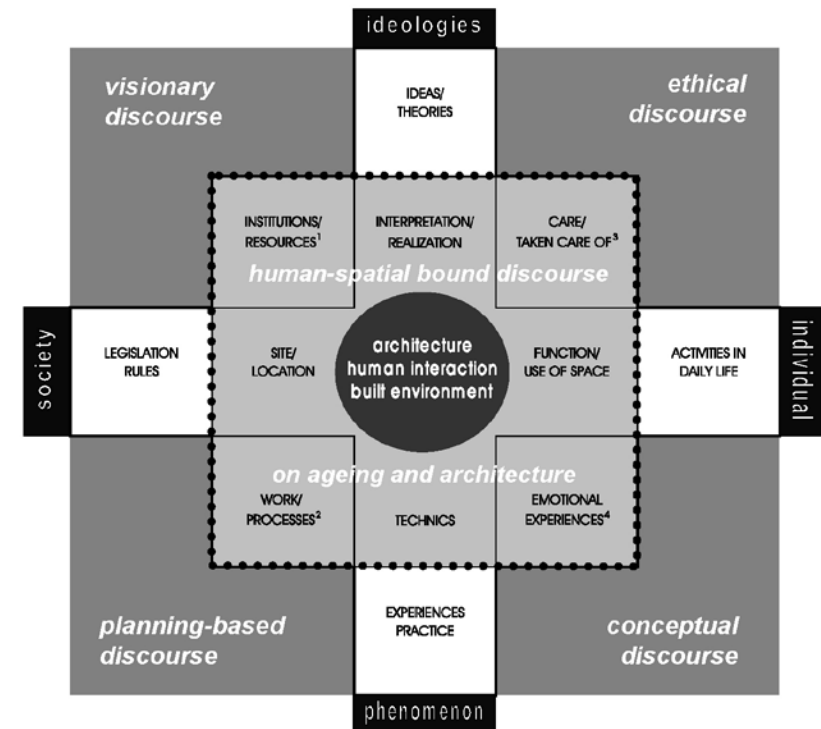 ideologies
visionary
discourse
IDEAS/
THEORIES
ethical
discourse
INSTITUTIONS/
RESOURCES¹
INTERPRETATION/
REALIZATION
CARE/
TAKEN CARE OF³
human-spatial bound discourse
society
LEGISLATION
RULES
SITE/
LOCATION
architecture
human interaction
built environment
FUNCTION/
USE OF SPACE
ACTIVITIES IN
DAILY LIFE
individual
on ageing and architecture
WORK/
PROCESSES²
TECHNICS
EMOTIONAL
EXPERIENCES⁴
planning-based
discourse
EXPERIENCES
PRACTICE
conceptual
discourse
phenomenon